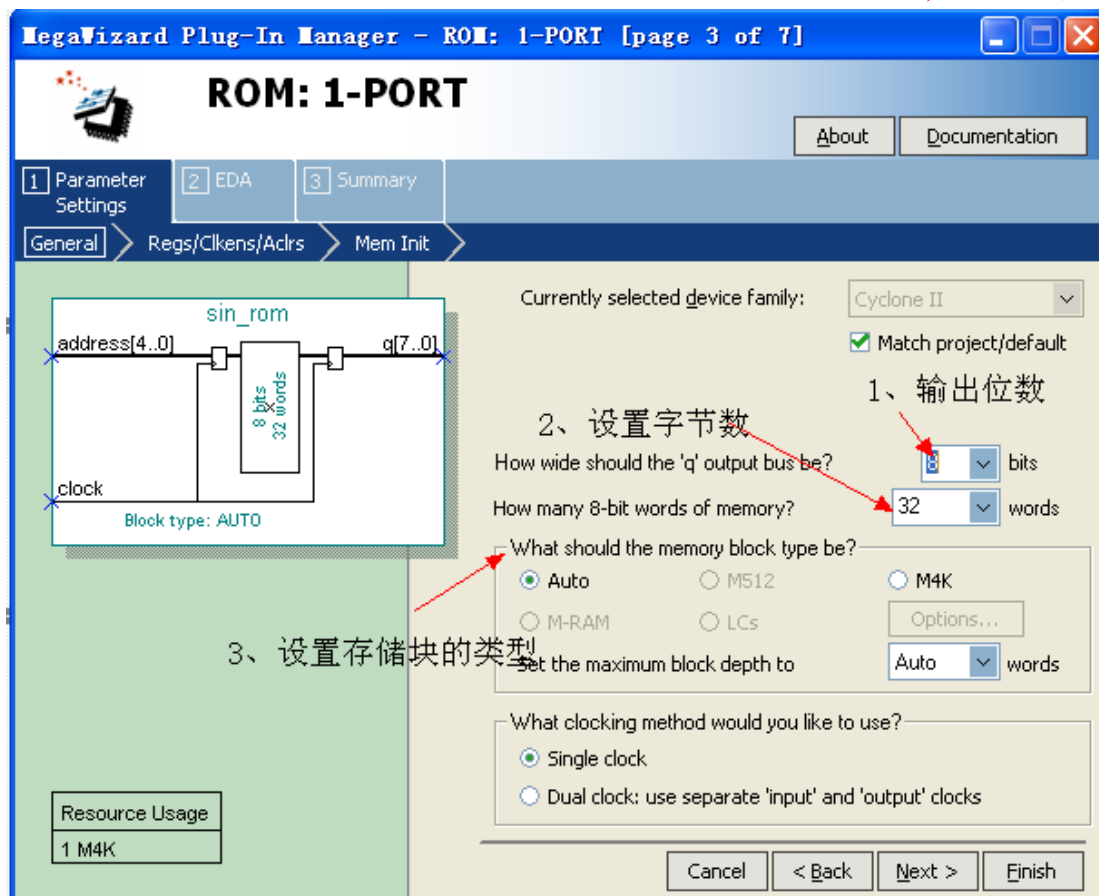 MegaWizard Plug-In Manager - ROM: 1-PORT [page 3 of 7]
ROM: 1-PORT
About
Documentation
1 Parameter Settings
2 EDA
3 Summary
General
Regs/Clkens/Aclrs
Mem Init
sin_rom
address[4..0]
q[7..0]
8 bits
32 words
clock
Block type: AUTO
Currently selected device family:
Cyclone II
Match project/default
1、输出位数
2、设置字节数
How wide should the 'q' output bus be?
8
bits
How many 8-bit words of memory?
32
words
What should the memory block type be?
Auto
M512
M4K
M-RAM
LCs
Options...
3、设置存储块的类型
Set the maximum block depth to
Auto
words
What clocking method would you like to use?
Single clock
Dual clock: use separate 'input' and 'output' clocks
Resource Usage
1 M4K
Cancel
< Back
Next >
Finish